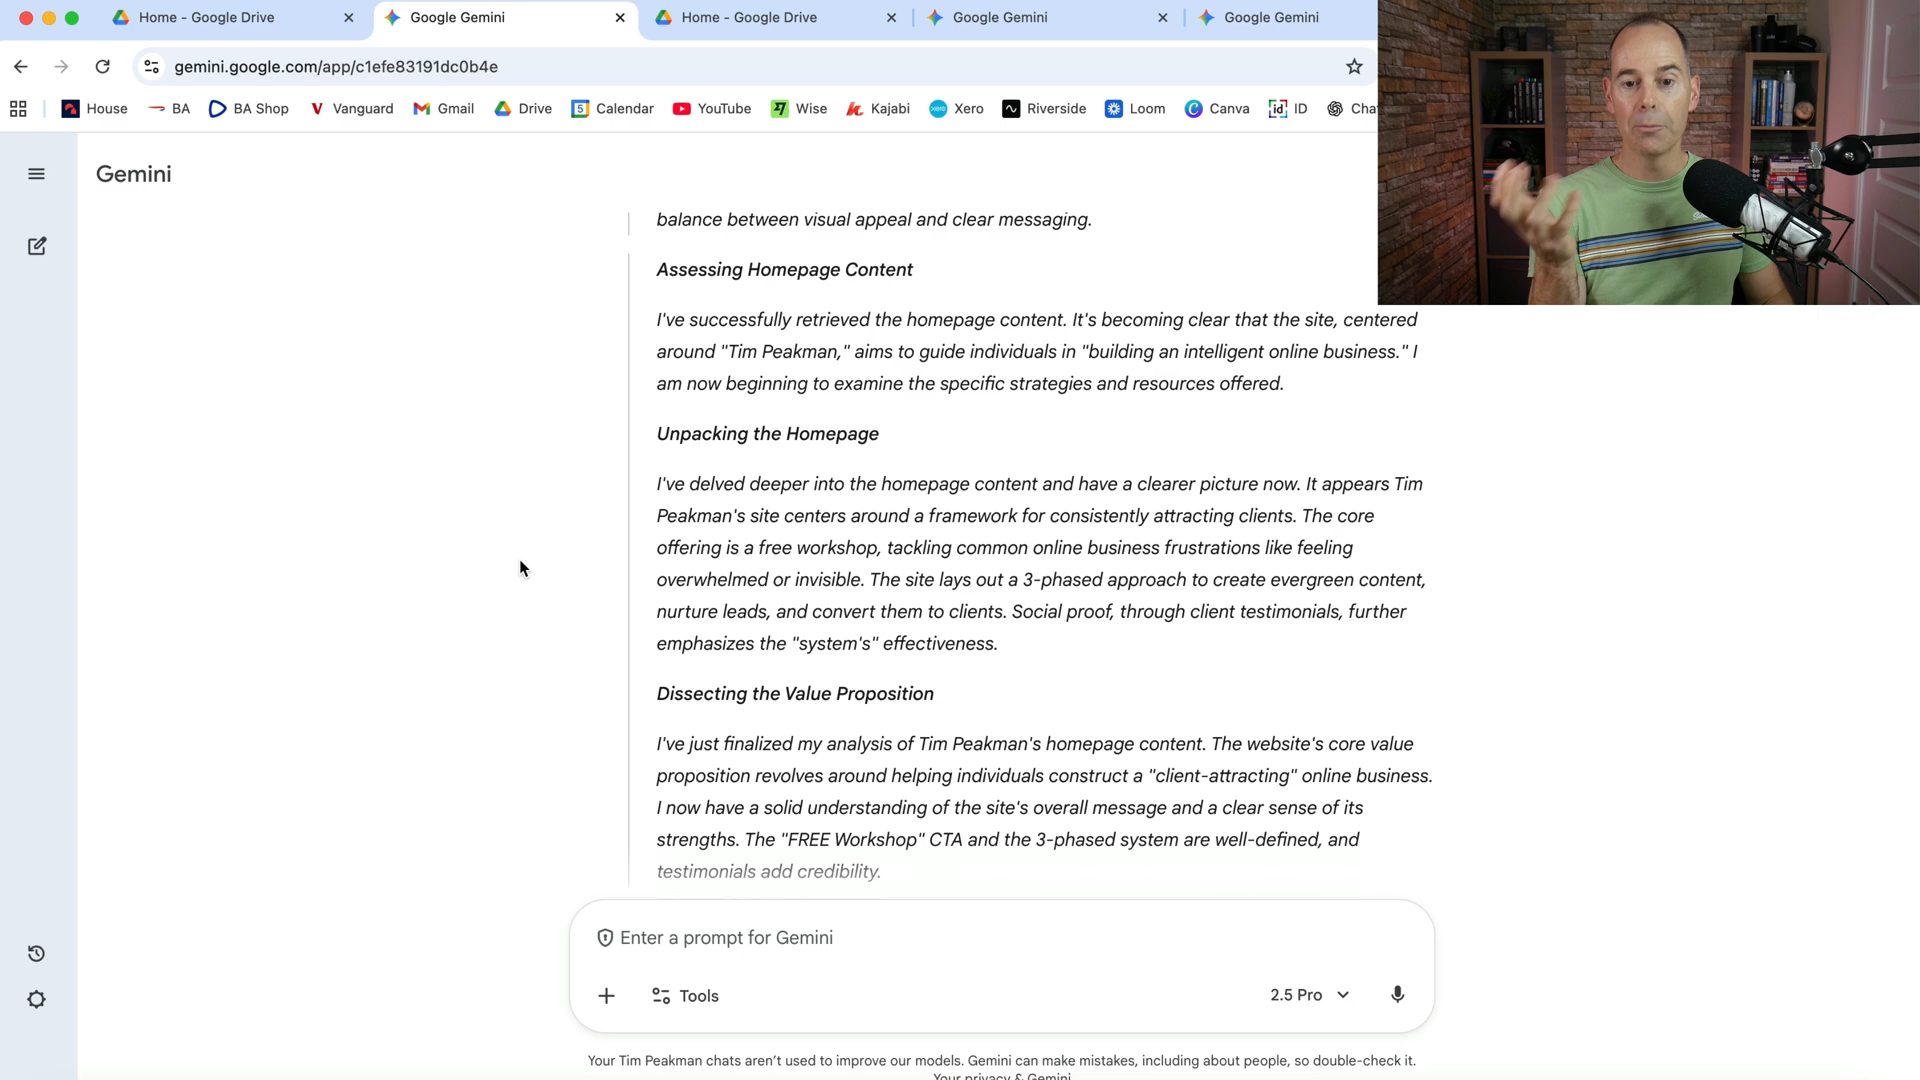 Home - Google Drive
Google Gemini
Home - Google Drive
Google Gemini
Google Gemini
gemini.google.com/app/c1efe83191dc0b4e
House
BA
BA Shop
Vanguard
Gmail
Drive
5 Calendar
YouTube
Wise
Kajabi
xero Xero
Riverside
Loom
Canva
id ID
Cha
Gemini
balance between visual appeal and clear messaging.
Assessing Homepage Content
I've successfully retrieved the homepage content. It's becoming clear that the site, centered
around "Tim Peakman," aims to guide individuals in "building an intelligent online business." I
am now beginning to examine the specific strategies and resources offered.
Unpacking the Homepage
I've delved deeper into the homepage content and have a clearer picture now. It appears Tim
Peakman's site centers around a framework for consistently attracting clients. The core
offering is a free workshop, tackling common online business frustrations like feeling
overwhelmed or invisible. The site lays out a 3-phased approach to create evergreen content,
nurture leads, and convert them to clients. Social proof, through client testimonials, further
emphasizes the "system's" effectiveness.
Dissecting the Value Proposition
I've just finalized my analysis of Tim Peakman's homepage content. The website's core value
proposition revolves around helping individuals construct a "client-attracting" online business.
I now have a solid understanding of the site's overall message and a clear sense of its
strengths. The "FREE Workshop" CTA and the 3-phased system are well-defined, and
testimonials add credibility.
Enter a prompt for Gemini
Tools
2.5 Pro
Your Tim Peakman chats aren't used to improve our models. Gemini can make mistakes, including about people, so double-check it.
Your privacy & Gemini